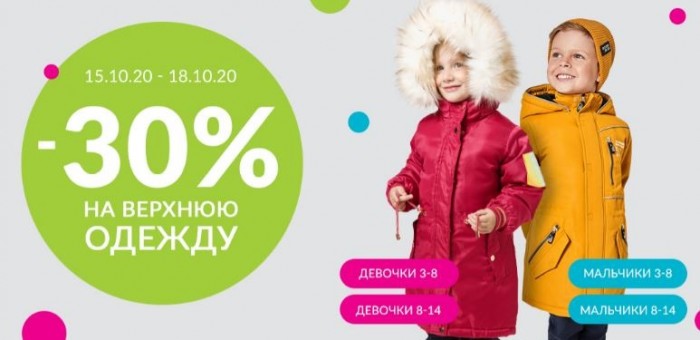 15.10.20 - 18.10.20
-30%
НА ВЕРХНЮЮ
ОДЕЖДУ
ДЕВОЧКИ 3-8
МАЛЬЧИКИ 3-8
ДЕВОЧКИ 8-14
МАЛЬЧИКИ 8-14